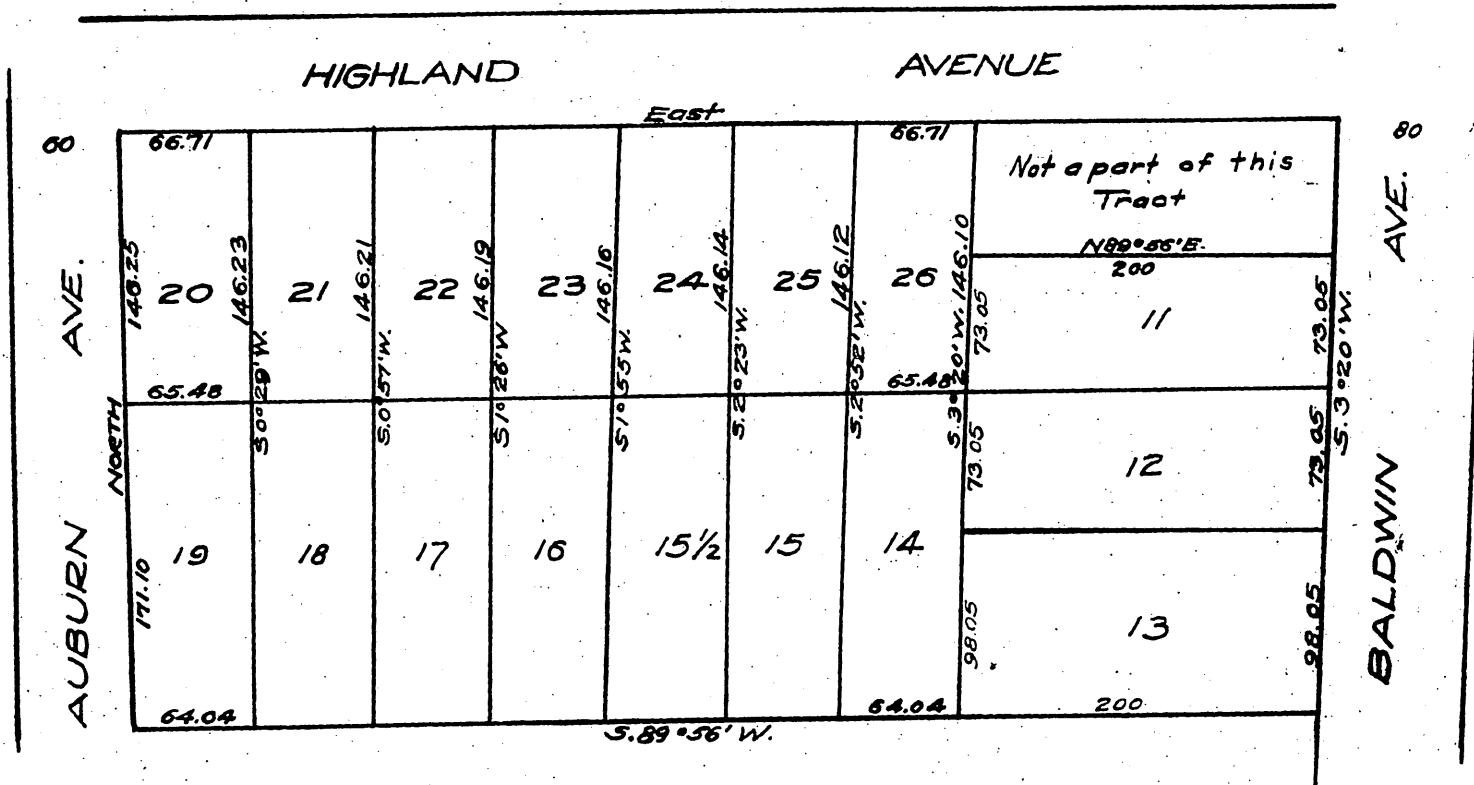 HIGHLAND AVENUE
East
60
66.71
66.71
80
Not a part of this
Tract
N89°56'E.
200
AUBURN AVE.
BALDWIN AVE.
146.25
20
146.23
21
146.21
22
146.19
23
146.16
24
146.14
25
146.12
26
146.10
73.05
11
73.05
65.48
65.48
NORTH
S0°29'W.
S.0°57'W.
S1°26'W
S1°55W.
S.2°23'W.
S.2°52'W.
S.3°20'W.
S.3°20'W.
73.05
12
73.05
171.10
19
18
17
16
15½
15
14
98.05
13
98.05
64.04
64.04
200
S.89°56'W.